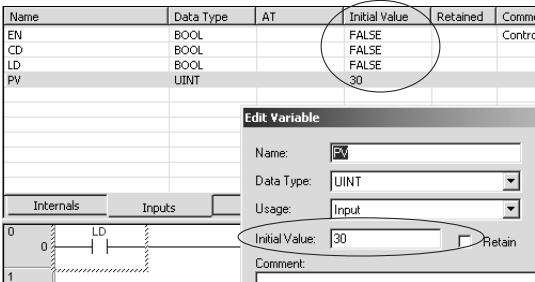 Name Data Type AT Initial Value Retained Comme
EN BOOL FALSE Contro
CD BOOL FALSE
LD BOOL FALSE
PV UINT 30
Edit Variable
Name: PV
Data Type: UINT
Usage: Input
Initial Value: 30 Retain
Comment:
Internals Inputs
0 LD
0
1